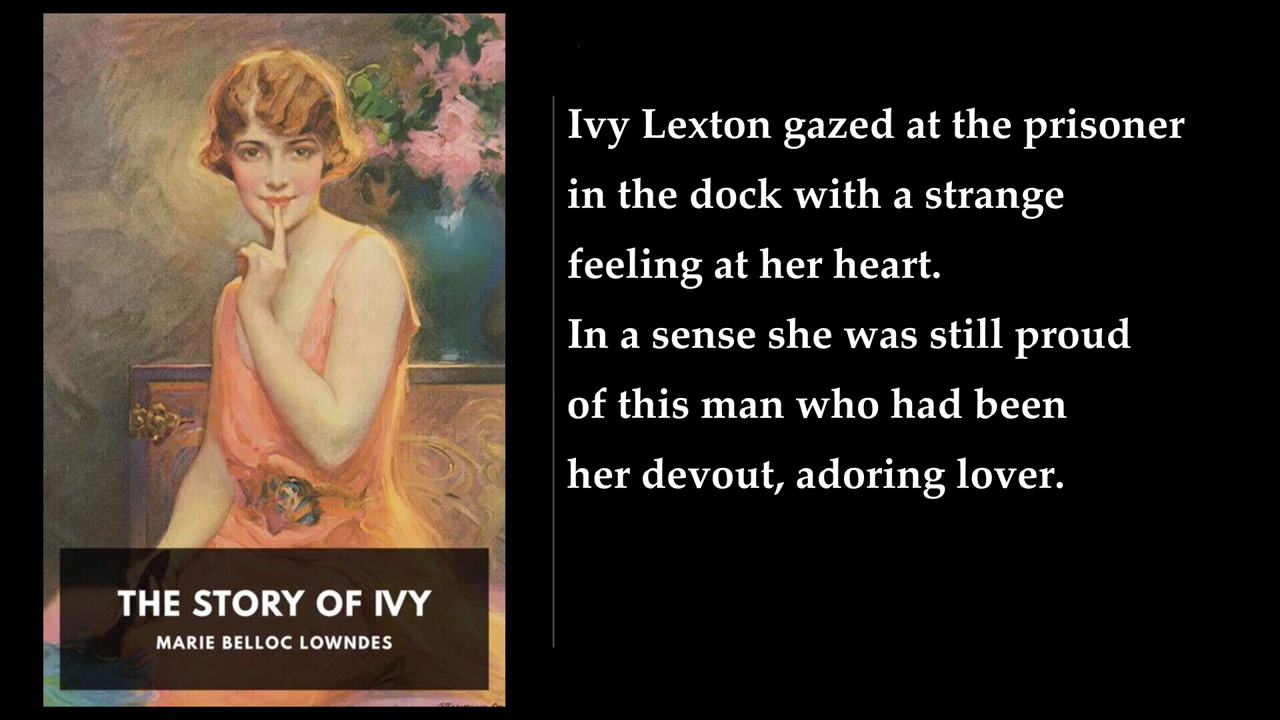 THE STORY OF IVY
MARIE BELLOC LOWNDES
Ivy Lexton gazed at the prisoner
in the dock with a strange
feeling at her heart.
In a sense she was still proud
of this man who had been
her devout, adoring lover.